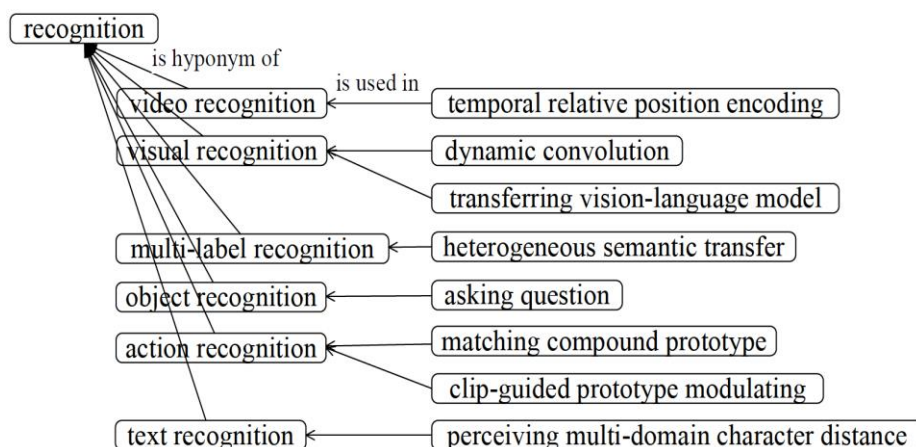 recognition
is hyponym of
is used in
video recognition
temporal relative position encoding
visual recognition
dynamic convolution
transferring vision-language model
multi-label recognition
heterogeneous semantic transfer
object recognition
asking question
action recognition
matching compound prototype
clip-guided prototype modulating
text recognition
perceiving multi-domain character distance